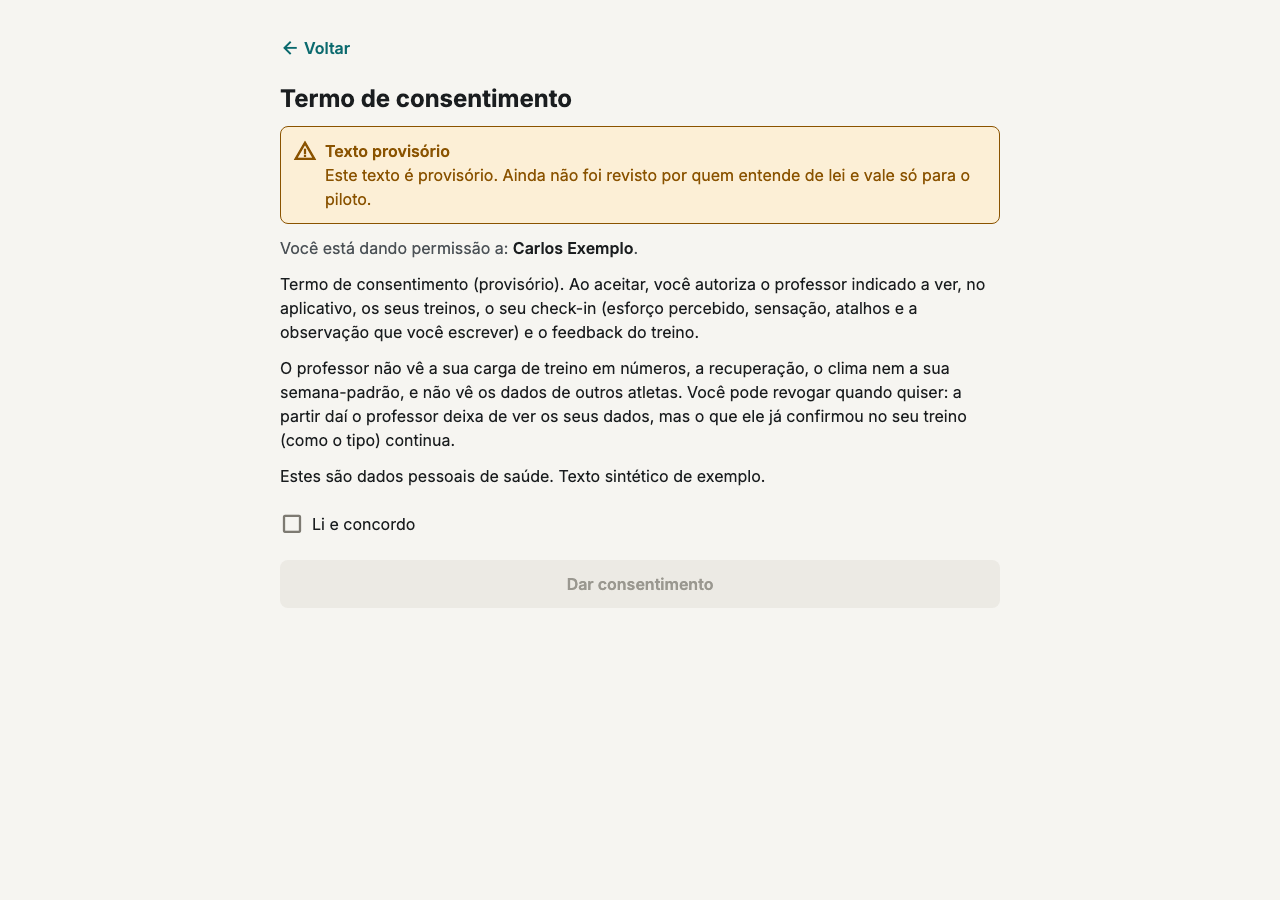 Voltar
Termo de consentimento
Texto provisório
Este texto é provisório. Ainda não foi revisto por quem entende de lei e vale só para o
piloto.
Você está dando permissão a: Carlos Exemplo.
Termo de consentimento (provisório). Ao aceitar, você autoriza o professor indicado a ver, no
aplicativo, os seus treinos, o seu check-in (esforço percebido, sensação, atalhos e a
observação que você escrever) e o feedback do treino.
O professor não vê a sua carga de treino em números, a recuperação, o clima nem a sua
semana-padrão, e não vê os dados de outros atletas. Você pode revogar quando quiser: a
partir daí o professor deixa de ver os seus dados, mas o que ele já confirmou no seu treino
(como o tipo) continua.
Estes são dados pessoais de saúde. Texto sintético de exemplo.
Li e concordo
Dar consentimento